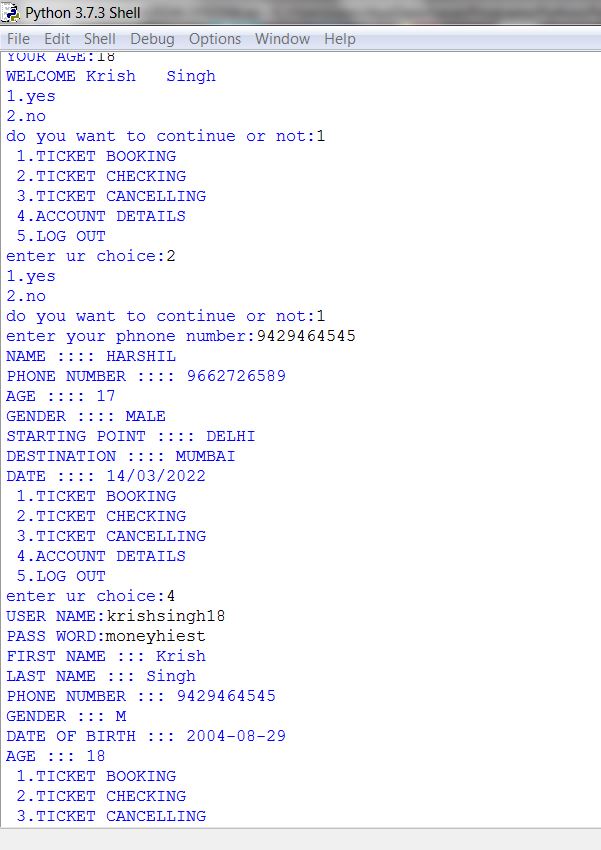 Python 3.7.3 Shell
File Edit Shell Debug Options Window Help
YOUR AGE:18
WELCOME Krish   Singh
1.yes
2.no
do you want to continue or not:1
 1.TICKET BOOKING
 2.TICKET CHECKING
 3.TICKET CANCELLING
 4.ACCOUNT DETAILS
 5.LOG OUT
enter ur choice:2
1.yes
2.no
do you want to continue or not:1
enter your phnone number:9429464545
NAME :::: HARSHIL
PHONE NUMBER :::: 9662726589
AGE :::: 17
GENDER :::: MALE
STARTING POINT :::: DELHI
DESTINATION :::: MUMBAI
DATE :::: 14/03/2022
 1.TICKET BOOKING
 2.TICKET CHECKING
 3.TICKET CANCELLING
 4.ACCOUNT DETAILS
 5.LOG OUT
enter ur choice:4
USER NAME:krishsingh18
PASS WORD:moneyhiest
FIRST NAME ::: Krish
LAST NAME ::: Singh
PHONE NUMBER ::: 9429464545
GENDER ::: M
DATE OF BIRTH ::: 2004-08-29
AGE ::: 18
 1.TICKET BOOKING
 2.TICKET CHECKING
 3.TICKET CANCELLING